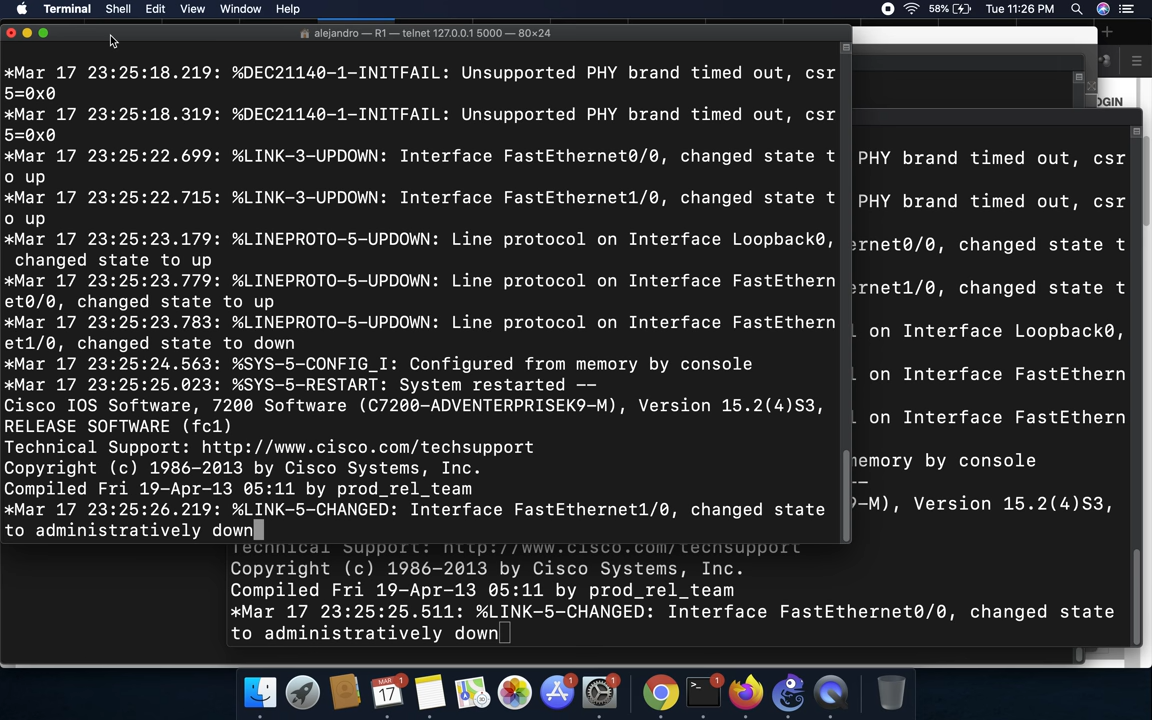 Terminal Shell Edit View Window Help 58% Tue 11:26 PM
alejandro — R1 — telnet 127.0.0.1 5000 — 80×24
*Mar 17 23:25:18.219: %DEC21140-1-INITFAIL: Unsupported PHY brand timed out, csr
5=0x0
*Mar 17 23:25:18.319: %DEC21140-1-INITFAIL: Unsupported PHY brand timed out, csr
5=0x0
*Mar 17 23:25:22.699: %LINK-3-UPDOWN: Interface FastEthernet0/0, changed state t
o up
*Mar 17 23:25:22.715: %LINK-3-UPDOWN: Interface FastEthernet1/0, changed state t
o up
*Mar 17 23:25:23.179: %LINEPROTO-5-UPDOWN: Line protocol on Interface Loopback0,
changed state to up
*Mar 17 23:25:23.779: %LINEPROTO-5-UPDOWN: Line protocol on Interface FastEthern
et0/0, changed state to up
*Mar 17 23:25:23.783: %LINEPROTO-5-UPDOWN: Line protocol on Interface FastEthern
et1/0, changed state to down
*Mar 17 23:25:24.563: %SYS-5-CONFIG_I: Configured from memory by console
*Mar 17 23:25:25.023: %SYS-5-RESTART: System restarted --
Cisco IOS Software, 7200 Software (C7200-ADVENTERPRISEK9-M), Version 15.2(4)S3,
RELEASE SOFTWARE (fc1)
Technical Support: http://www.cisco.com/techsupport
Copyright (c) 1986-2013 by Cisco Systems, Inc.
Compiled Fri 19-Apr-13 05:11 by prod_rel_team
*Mar 17 23:25:26.219: %LINK-5-CHANGED: Interface FastEthernet1/0, changed state
to administratively down
OGIN
PHY brand timed out, csr
PHY brand timed out, csr
ernet0/0, changed state t
ernet1/0, changed state t
on Interface Loopback0,
on Interface FastEthern
on Interface FastEthern
memory by console
--
9-M), Version 15.2(4)S3,
Technical Support: http://www.cisco.com/techsupport
Copyright (c) 1986-2013 by Cisco Systems, Inc.
Compiled Fri 19-Apr-13 05:11 by prod_rel_team
*Mar 17 23:25:25.511: %LINK-5-CHANGED: Interface FastEthernet0/0, changed state
to administratively down
MAR
17
1
1
1
1